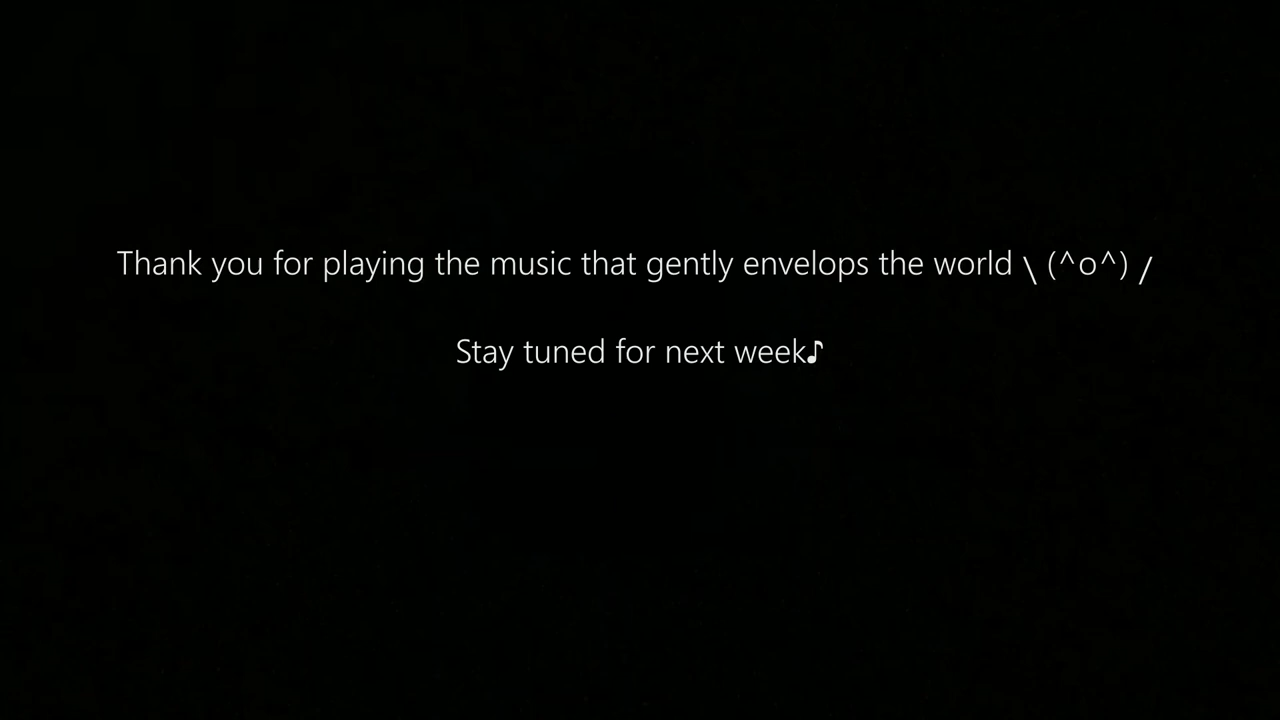 Thank you for playing the music that gently envelops the world \ (^o^) /
Stay tuned for next week♪